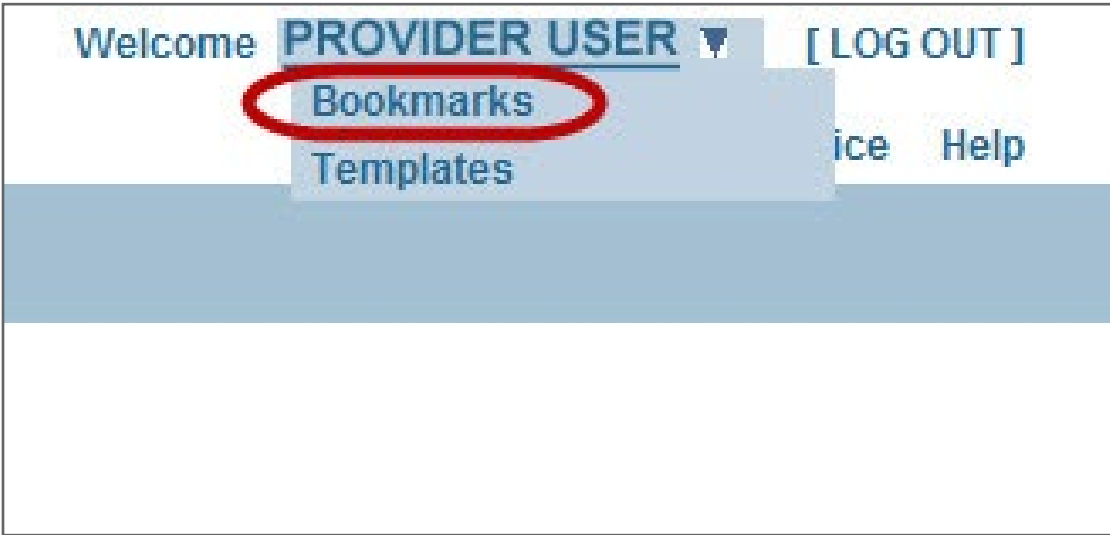 Welcome PROVIDER USER ▼ [ LOG OUT ]
Bookmarks
ice Help
Templates